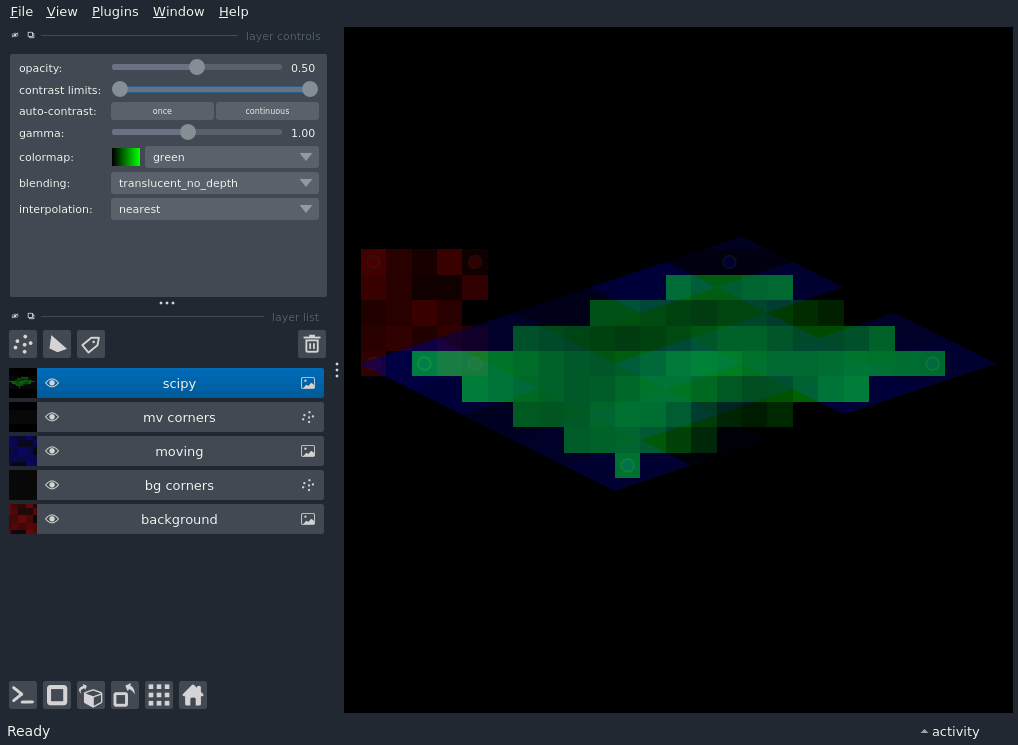 File View Plugins Window Help
layer controls
opacity: 0.50
contrast limits:
auto-contrast: once continuous
gamma: 1.00
colormap: green
blending: translucent_no_depth
interpolation: nearest
layer list
scipy
mv corners
moving
bg corners
background
Ready activity